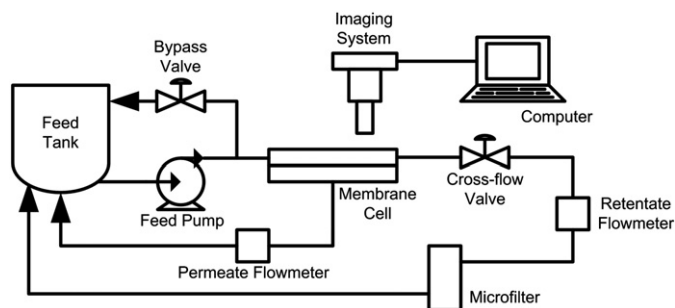 Imaging
System
Bypass
Valve
Feed
Tank
Computer
Feed Pump
Membrane
Cell
Cross-flow
Valve
Retentate
Flowmeter
Permeate Flowmeter
Microfilter